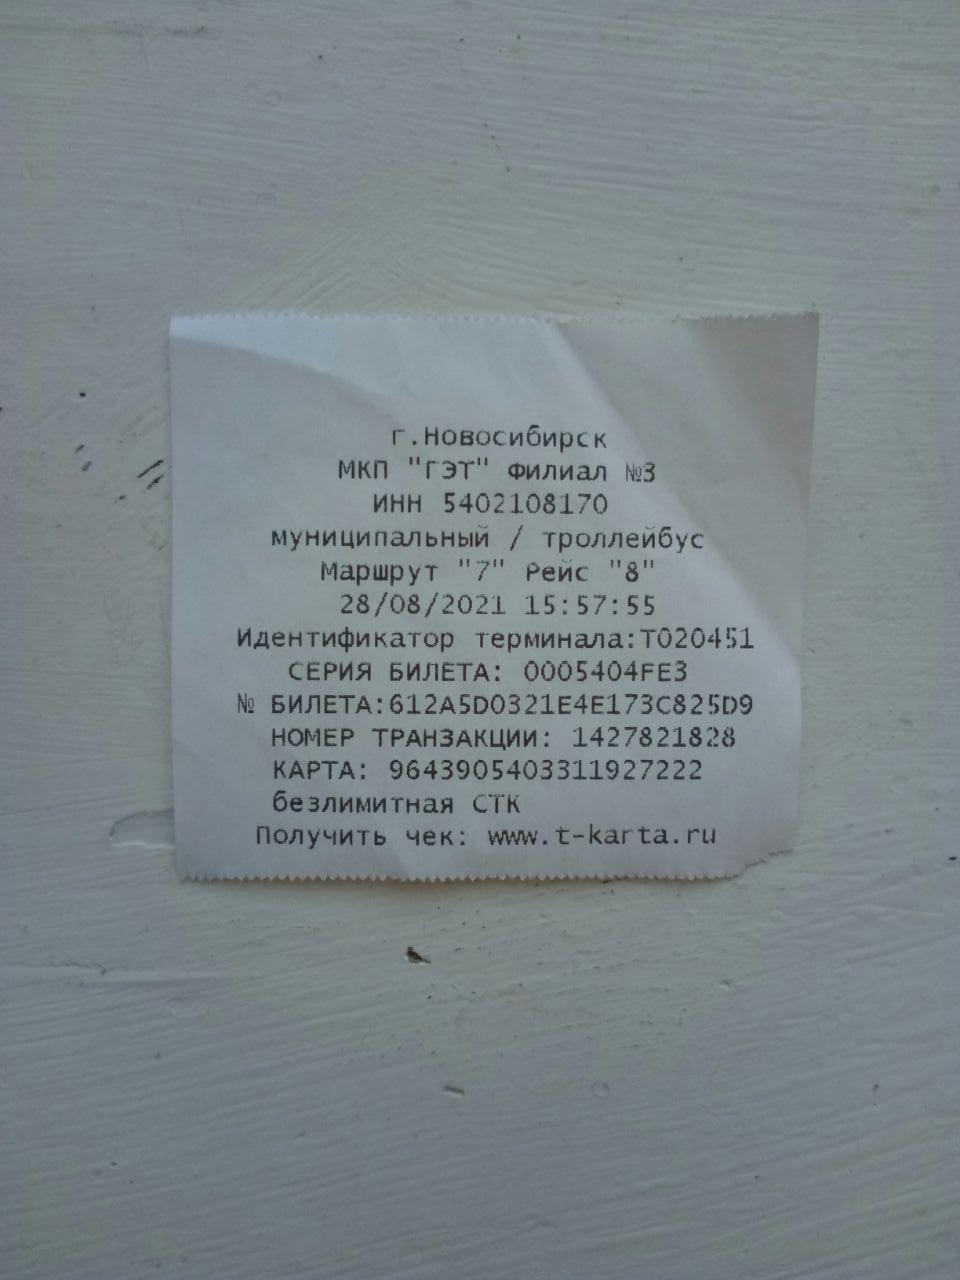 г.Новосибирск
МКП "ГЭТ" Филиал №3
ИНН 5402108170
муниципальный / троллейбус
Маршрут "7" Рейс "8"
28/08/2021 15:57:55
Идентификатор терминала:T020451
СЕРИЯ БИЛЕТА: 0005404FE3
№ БИЛЕТА:612A5D0321E4E173C825D9
НОМЕР ТРАНЗАКЦИИ: 1427821828
КАРТА: 9643905403311927222
безлимитная СТК
Получить чек: www.t-karta.ru